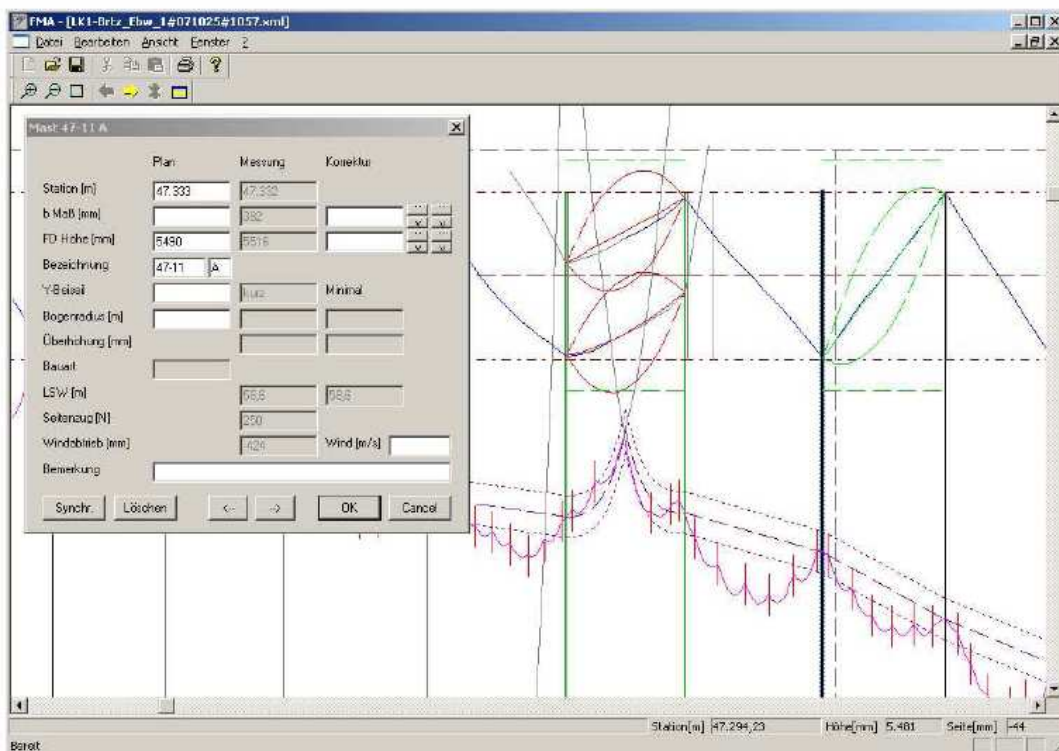 FMA - [LK1-Brtz_Ebw_1#071025#1057.xml]
Datei Bearbeiten Ansicht Fenster ?
Mast 47-11 A
Plan Messung Korrektur
Station [m] 47.333 47.332
b Maß [mm] 382
FD Höhe [mm] 5490 5516
Bezeichnung 47-11 A
Y-Beiseil kurz Minimal
Bogenradius [m]
Überhöhung [mm]
Bauart
LSW [m] 58,6
Seitenzug [N] 250
Windabtrieb [mm] -424 Wind [m/s]
Bemerkung
Synchr. Löschen <-- --> OK Cancel
Station[m] 47.294,23 Höhe[mm] 5.481 Seite[mm] -44
Bereit